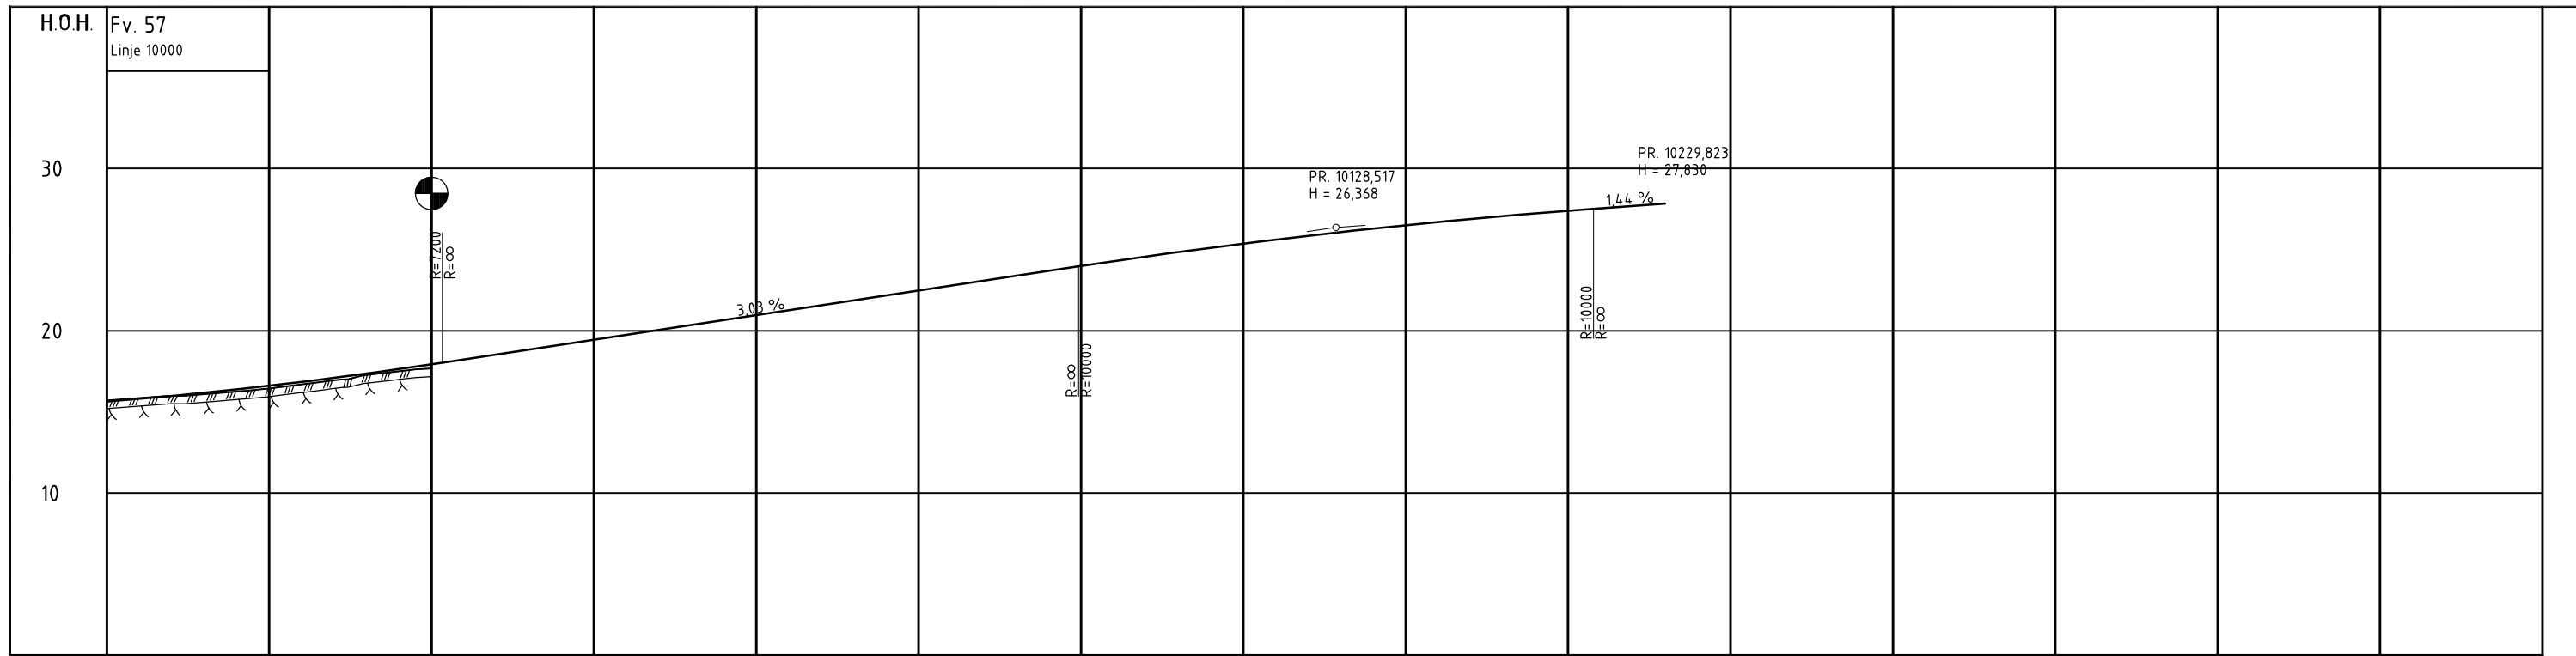 H.O.H.
Fv. 57
Linje 10000
30
20
10
R=7200
R=∞
3,03 %
R=∞
R=10000
PR. 10128,517
H = 26,368
R=10000
R=∞
1,44 %
PR. 10229,823
H = 27,830